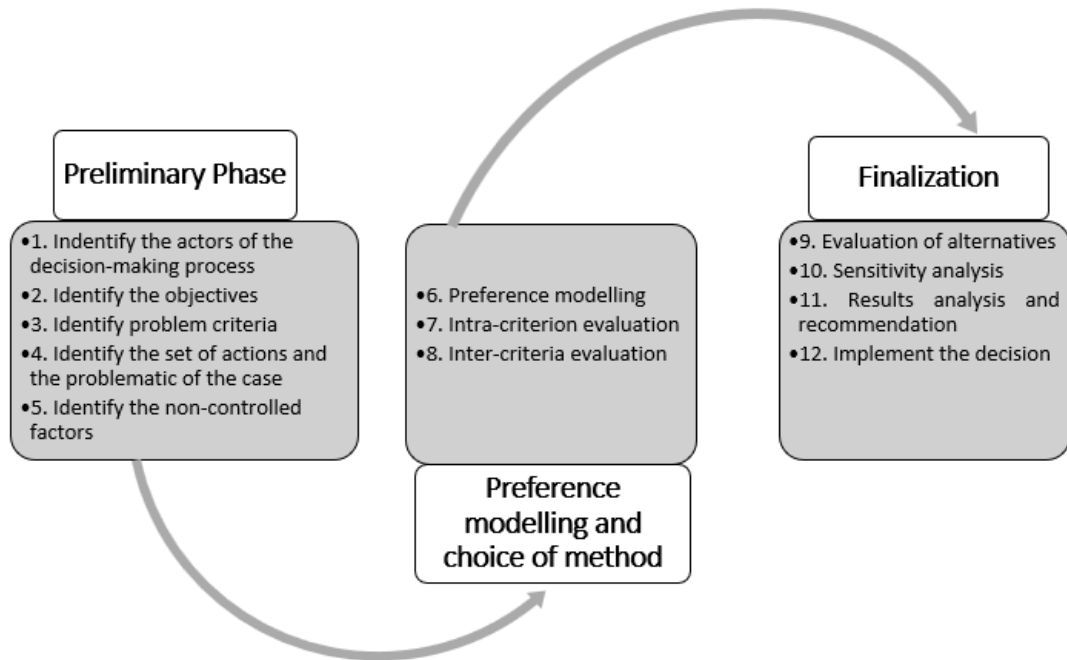 Preliminary Phase
•1. Indentify the actors of the
decision-making process
•2. Identify the objectives
•3. Identify problem criteria
•4. Identify the set of actions and
the problematic of the case
•5. Identify the non-controlled
factors
•6. Preference modelling
•7. Intra-criterion evaluation
•8. Inter-criteria evaluation
Preference
modelling and
choice of method
Finalization
•9. Evaluation of alternatives
•10. Sensitivity analysis
•11. Results analysis and
recommendation
•12. Implement the decision